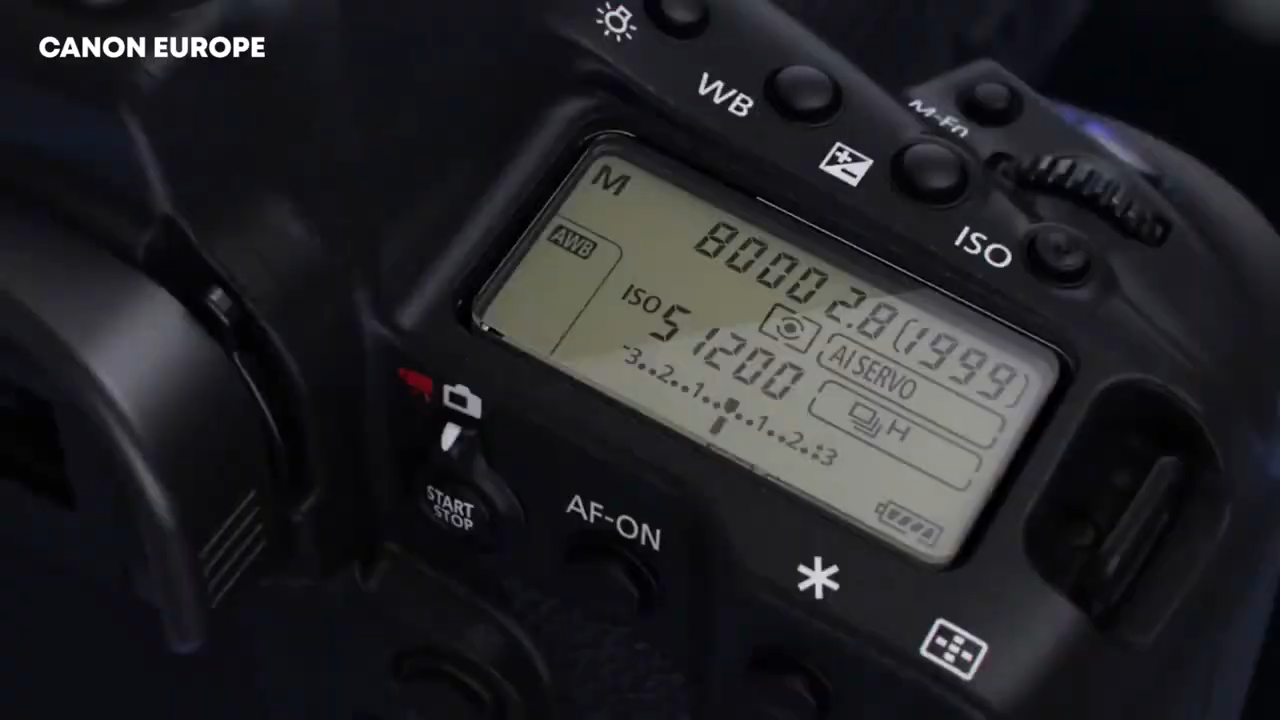 CANON EUROPE
WB
M-Fn
ISO
M
AWB
8000 2.8 (1999)
ISO 51200
AI SERVO
-3..2..1..▼..1..2..+3
H
START
STOP
AF-ON